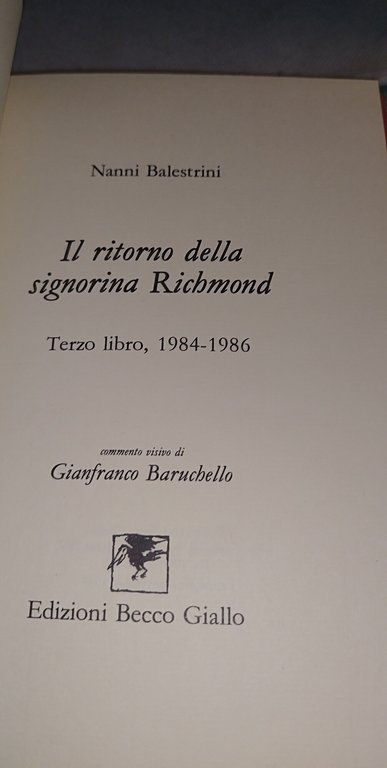 Nanni Balestrini
Il ritorno della
signorina Richmond
Terzo libro, 1984-1986
commento visivo di
Gianfranco Baruchello
Edizioni Becco Giallo